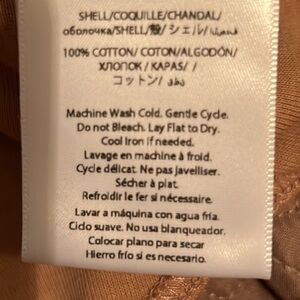 SHELL/COQUILLE/CHANDAL/
оболочка/SHELL/殼/シェル/
100% COTTON/ COTON/ALGODÓN/
ХЛОПОК / KAPAS/ /
コットン/ قطن
Machine Wash Cold. Gentle Cycle.
Do not Bleach. Lay Flat to Dry.
Cool Iron if needed.
Lavage en machine à froid.
Cycle délicat. Ne pas javelliser.
Sécher à plat.
Refroidir le fer si nécessaire.
Lavar a máquina con agua fría.
Ciclo suave. No usa blanqueador.
Colocar plano para secar
Hierro frío si es necesario.